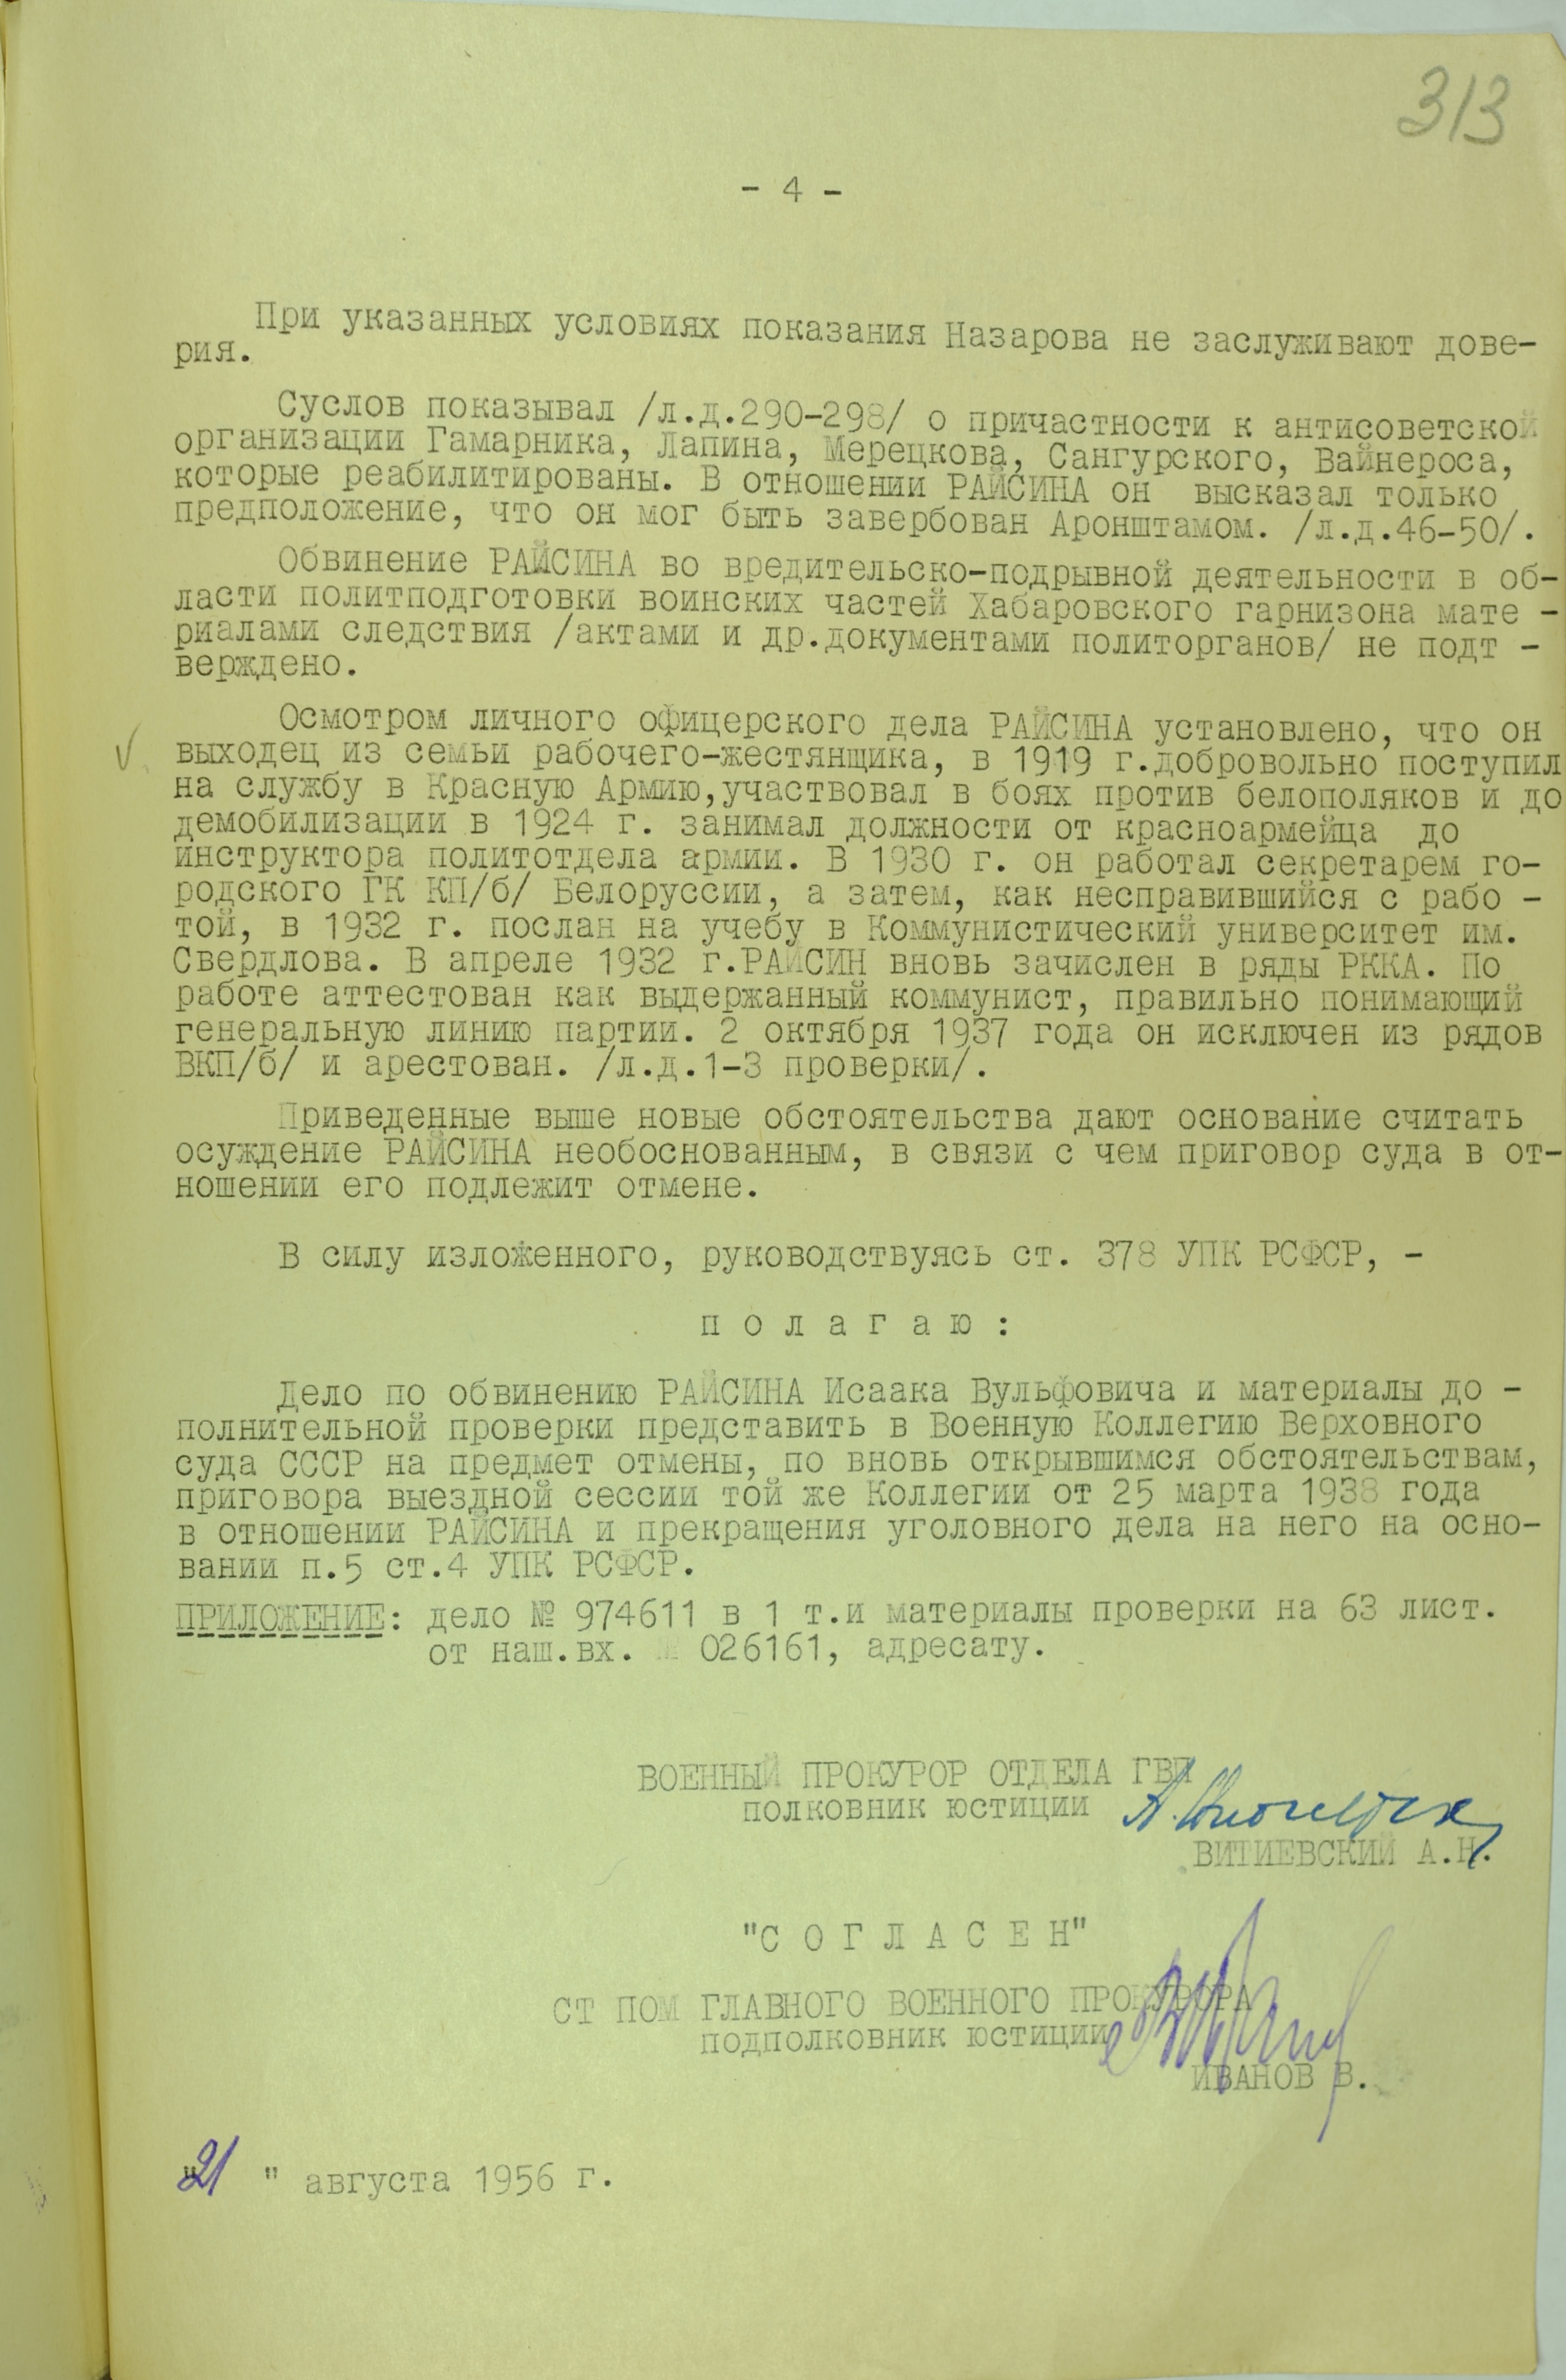 313
- 4 -
При указанных условиях показания Назарова не заслуживают дове-
рия.
Суслов показывал /л.д.290-298/ о причастности к антисоветской
организации Гамарника, Лапина, Мерецкова, Сангурского, Вайнероса,
которые реабилитированы. В отношении РАЙСИНА он высказал только
предположение, что он мог быть завербован Аронштамом. /л.д.46-50/.
Обвинение РАЙСИНА во вредительско-подрывной деятельности в об-
ласти политподготовки воинских частей Хабаровского гарнизона мате -
риалами следствия /актами и др.документами политорганов/ не подт -
верждено.
Осмотром личного офицерского дела РАЙСИНА установлено, что он
выходец из семьи рабочего-жестянщика, в 1919 г.добровольно поступил
на службу в Красную Армию,участвовал в боях против белополяков и до
демобилизации в 1924 г. занимал должности от красноармейца до
инструктора политотдела армии. В 1930 г. он работал секретарем го-
родского ГК КП/б/ Белоруссии, а затем, как несправившийся с рабо -
той, в 1932 г. послан на учебу в Коммунистический университет им.
Свердлова. В апреле 1932 г.РАЙСИН вновь зачислен в ряды РККА. По
работе аттестован как выдержанный коммунист, правильно понимающий
генеральную линию партии. 2 октября 1937 года он исключен из рядов
ВКП/б/ и арестован. /л.д.1-3 проверки/.
Приведенные выше новые обстоятельства дают основание считать
осуждение РАЙСИНА необоснованным, в связи с чем приговор суда в от-
ношении его подлежит отмене.
В силу изложенного, руководствуясь ст. 378 УПК РСФСР, -
п о л а г а ю :
Дело по обвинению РАЙСИНА Исаака Вульфовича и материалы до -
полнительной проверки представить в Военную Коллегию Верховного
суда СССР на предмет отмены, по вновь открывшимся обстоятельствам,
приговора выездной сессии той же Коллегии от 25 марта 1938 года
в отношении РАЙСИНА и прекращения уголовного дела на него на осно-
вании п.5 ст.4 УПК РСФСР.
ПРИЛОЖЕНИЕ: дело № 974611 в 1 т.и материалы проверки на 63 лист.
от наш.вх. № 026161, адресату.
ВОЕННЫЙ ПРОКУРОР ОТДЕЛА ГВП
полковник юстиции
ВИТИЕВСКИЙ А.Н.
"С О Г Л А С Е Н"
СТ ПОМ ГЛАВНОГО ВОЕННОГО ПРОКУРОРА
подполковник юстиции
ИВАНОВ В.
"21 " августа 1956 г.